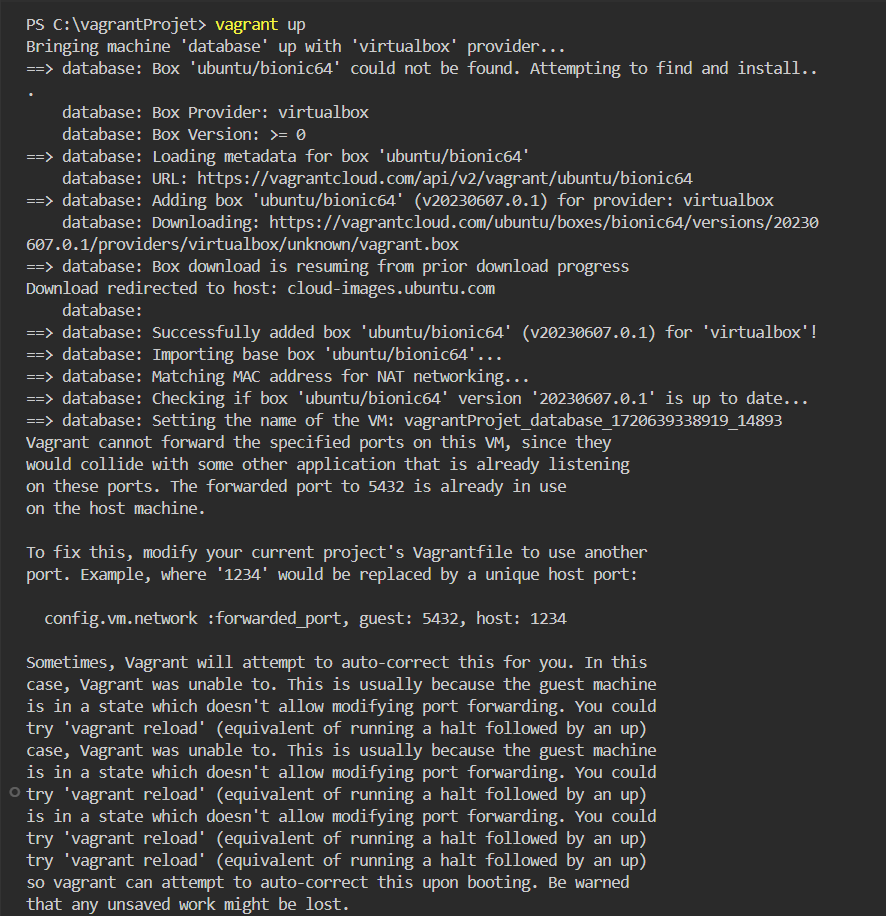 PS C:\vagrantProjet> vagrant up
Bringing machine 'database' up with 'virtualbox' provider...
==> database: Box 'ubuntu/bionic64' could not be found. Attempting to find and install..
.
    database: Box Provider: virtualbox
    database: Box Version: >= 0
==> database: Loading metadata for box 'ubuntu/bionic64'
    database: URL: https://vagrantcloud.com/api/v2/vagrant/ubuntu/bionic64
==> database: Adding box 'ubuntu/bionic64' (v20230607.0.1) for provider: virtualbox
    database: Downloading: https://vagrantcloud.com/ubuntu/boxes/bionic64/versions/20230
607.0.1/providers/virtualbox/unknown/vagrant.box
==> database: Box download is resuming from prior download progress
Download redirected to host: cloud-images.ubuntu.com
    database:
==> database: Successfully added box 'ubuntu/bionic64' (v20230607.0.1) for 'virtualbox'!
==> database: Importing base box 'ubuntu/bionic64'...
==> database: Matching MAC address for NAT networking...
==> database: Checking if box 'ubuntu/bionic64' version '20230607.0.1' is up to date...
==> database: Setting the name of the VM: vagrantProjet_database_1720639338919_14893
Vagrant cannot forward the specified ports on this VM, since they
would collide with some other application that is already listening
on these ports. The forwarded port to 5432 is already in use
on the host machine.

To fix this, modify your current project's Vagrantfile to use another
port. Example, where '1234' would be replaced by a unique host port:

  config.vm.network :forwarded_port, guest: 5432, host: 1234

Sometimes, Vagrant will attempt to auto-correct this for you. In this
case, Vagrant was unable to. This is usually because the guest machine
is in a state which doesn't allow modifying port forwarding. You could
try 'vagrant reload' (equivalent of running a halt followed by an up)
case, Vagrant was unable to. This is usually because the guest machine
is in a state which doesn't allow modifying port forwarding. You could
try 'vagrant reload' (equivalent of running a halt followed by an up)
is in a state which doesn't allow modifying port forwarding. You could
try 'vagrant reload' (equivalent of running a halt followed by an up)
try 'vagrant reload' (equivalent of running a halt followed by an up)
so vagrant can attempt to auto-correct this upon booting. Be warned
that any unsaved work might be lost.